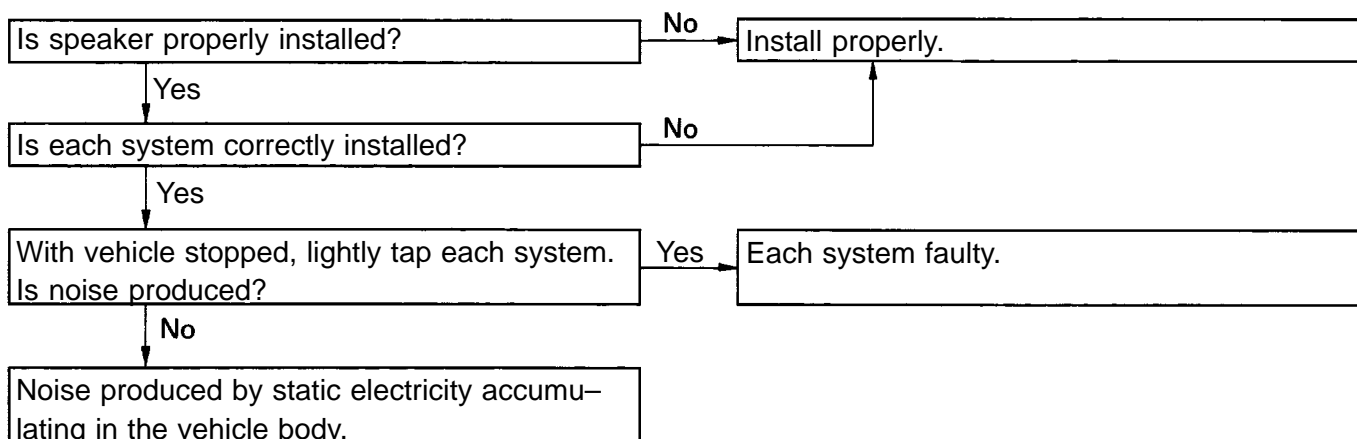 Is speaker properly installed?
No
Install properly.
Yes
Is each system correctly installed?
No
Yes
With vehicle stopped, lightly tap each system.
Is noise produced?
Yes
Each system faulty.
No
Noise produced by static electricity accumu–
lating in the vehicle body.